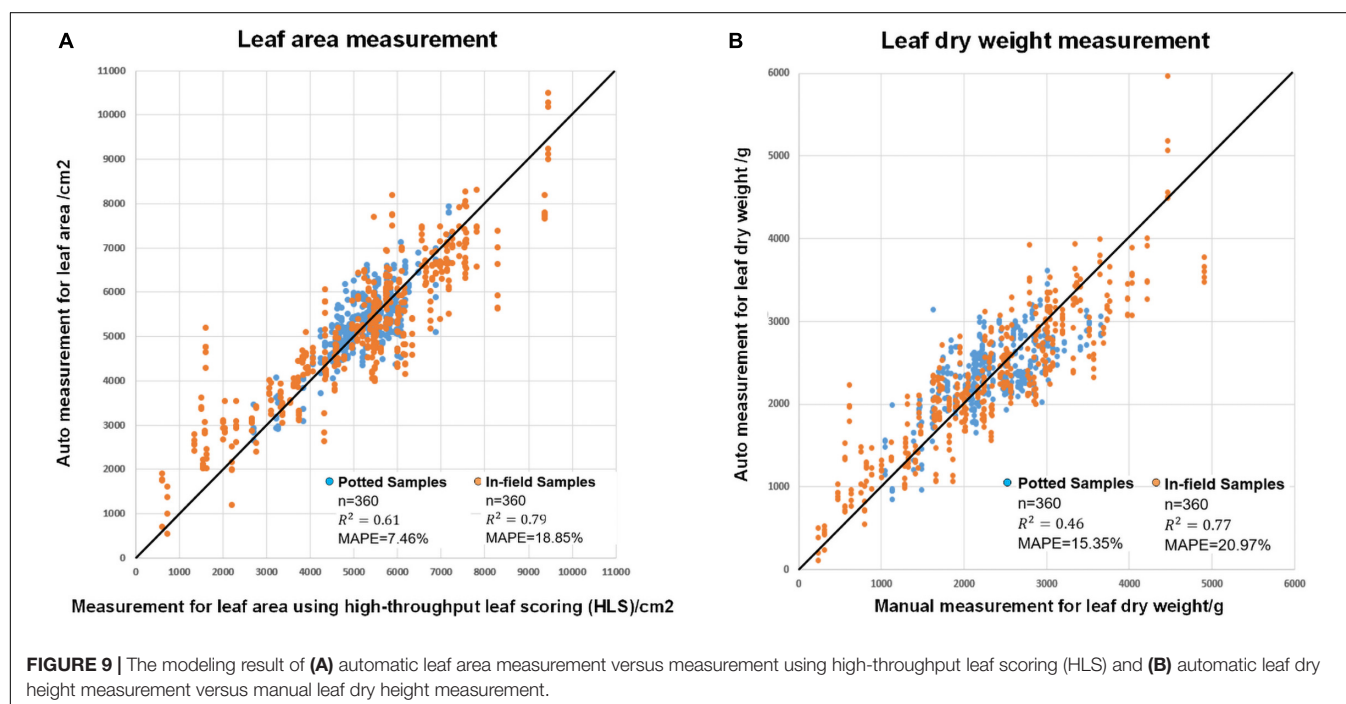 A
Leaf area measurement
11000
10000
9000
8000
7000
6000
5000
4000
3000
2000
1000
0
Auto measurement for leaf area /cm2
0 1000 2000 3000 4000 5000 6000 7000 8000 9000 10000 11000
Measurement for leaf area using high-throughput leaf scoring (HLS)/cm2
Potted Samples
n=360
R² = 0.61
MAPE=7.46%
In-field Samples
n=360
R² = 0.79
MAPE=18.85%
B
Leaf dry weight measurement
6000
5000
4000
3000
2000
1000
0
Auto measurement for leaf dry weight /g
0 1000 2000 3000 4000 5000 6000
Manual measurement for leaf dry weight/g
Potted Samples
n=360
R² = 0.46
MAPE=15.35%
In-field Samples
n=360
R² = 0.77
MAPE=20.97%
FIGURE 9 | The modeling result of (A) automatic leaf area measurement versus measurement using high-throughput leaf scoring (HLS) and (B) automatic leaf dry
height measurement versus manual leaf dry height measurement.